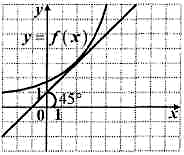 y
y = f(x)
1
45°
0 1
x